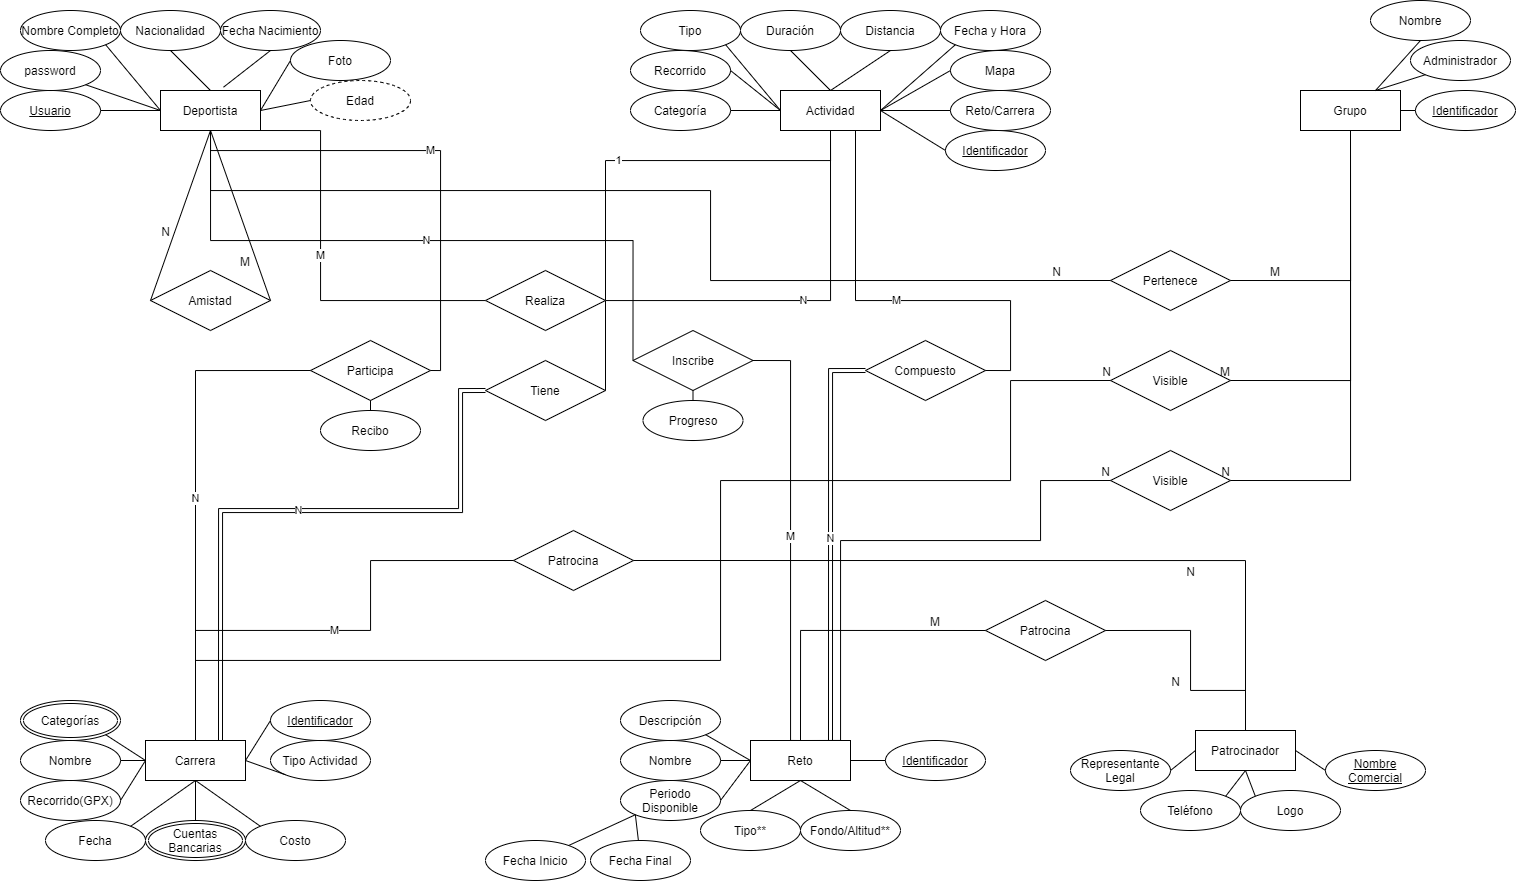 Nombre Completo
Nacionalidad
Fecha Nacimiento
Tipo
Duración
Distancia
Fecha y Hora
Nombre
password
Foto
Recorrido
Mapa
Administrador
Usuario
Deportista
Edad
Categoría
Actividad
Reto/Carrera
Grupo
Identificador
M
1
Identificador
N
M
N
M
N
M
Pertenece
Amistad
Realiza
N
M
Participa
Inscribe
Compuesto
N
M
Visible
Tiene
Recibo
Progreso
N
N
Visible
N
N
M
N
Patrocina
N
M
M
Patrocina
N
Categorías
Identificador
Descripción
Nombre
Carrera
Tipo Actividad
Nombre
Reto
Identificador
Patrocinador
Representante
Legal
Nombre
Comercial
Recorrido(GPX)
Periodo
Disponible
Teléfono
Logo
Fecha
Cuentas
Bancarias
Costo
Tipo**
Fondo/Altitud**
Fecha Inicio
Fecha Final